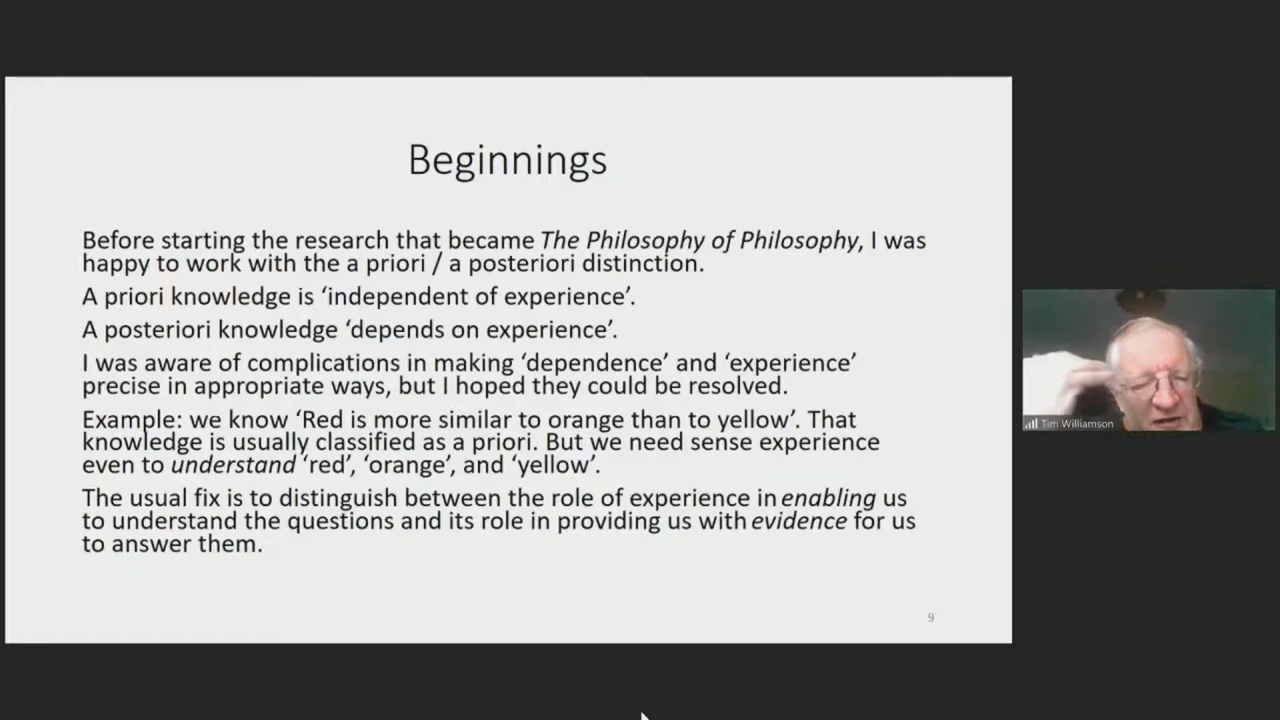 Beginnings
Before starting the research that became The Philosophy of Philosophy, I was
happy to work with the a priori / a posteriori distinction.
A priori knowledge is ‘independent of experience’.
A posteriori knowledge ‘depends on experience’.
I was aware of complications in making ‘dependence’ and ‘experience’
precise in appropriate ways, but I hoped they could be resolved.
Example: we know ‘Red is more similar to orange than to yellow’. That
knowledge is usually classified as a priori. But we need sense experience
even to understand ‘red’, ‘orange’, and ‘yellow’.
The usual fix is to distinguish between the role of experience in enabling us
to understand the questions and its role in providing us with evidence for us
to answer them.
9
Tim Williamson